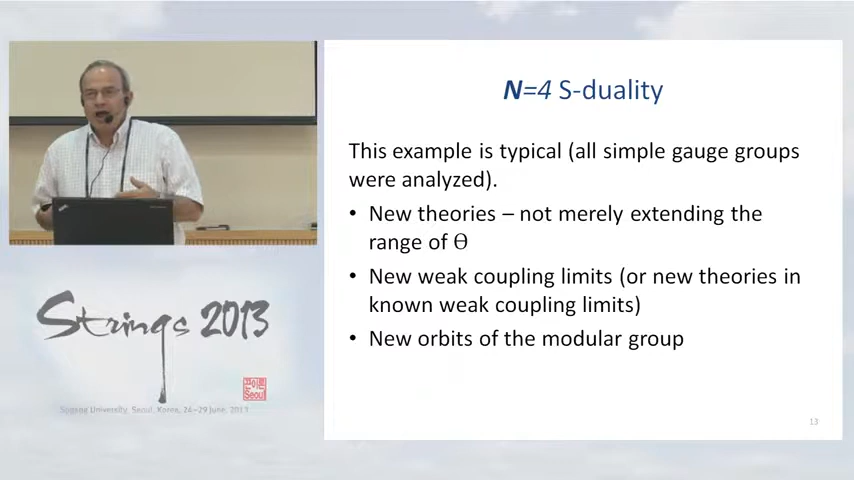 N=4 S-duality
This example is typical (all simple gauge groups
were analyzed).
• New theories – not merely extending the
range of Θ
• New weak coupling limits (or new theories in
known weak coupling limits)
• New orbits of the modular group
13
Strings 2013
Seoul
Sogang University, Seoul, Korea, 24–29 June, 2013